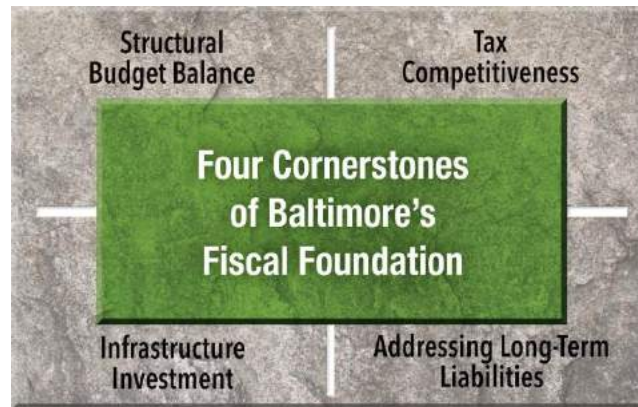 Structural
Budget Balance
Tax
Competitiveness
Four Cornerstones
of Baltimore's
Fiscal Foundation
Infrastructure
Investment
Addressing Long-Term
Liabilities